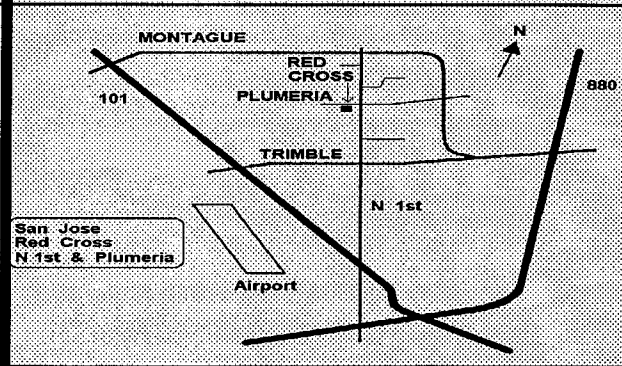 MONTAGUE
N
RED
CROSS
880
101
PLUMERIA
TRIMBLE
N 1st
San Jose
Red Cross
N 1st & Plumeria
Airport